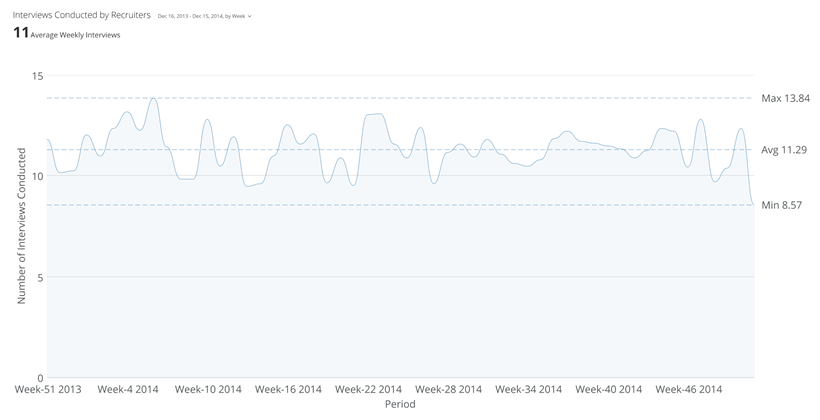 Interviews Conducted by Recruiters Dec 16, 2013 - Dec 15, 2014, by Week
11 Average Weekly Interviews
15
Max 13.84
Avg 11.29
10
Min 8.57
5
0
Number of Interviews Conducted
Week-51 2013 Week-4 2014 Week-10 2014 Week-16 2014 Week-22 2014 Week-28 2014 Week-34 2014 Week-40 2014 Week-46 2014
Period